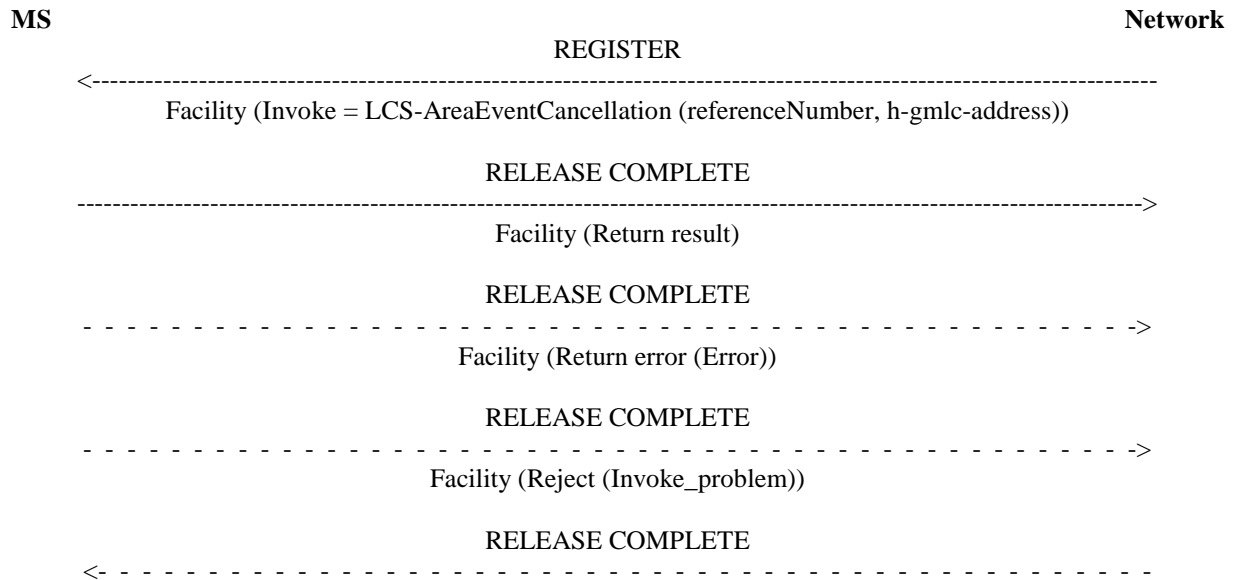 MS Network
REGISTER
<------------------------------------------------------------------------------------------------------------------------
Facility (Invoke = LCS-AreaEventCancellation (referenceNumber, h-gmlc-address))
RELEASE COMPLETE
------------------------------------------------------------------------------------------------------------------------>
Facility (Return result)
RELEASE COMPLETE
- - - - - - - - - - - - - - - - - - - - - - - - - - - - - - - - - - - - - - - - - - - - - - - - ->
Facility (Return error (Error))
RELEASE COMPLETE
- - - - - - - - - - - - - - - - - - - - - - - - - - - - - - - - - - - - - - - - - - - - - - - - ->
Facility (Reject (Invoke_problem))
RELEASE COMPLETE
<- - - - - - - - - - - - - - - - - - - - - - - - - - - - - - - - - - - - - - - - - - - - - - - - -